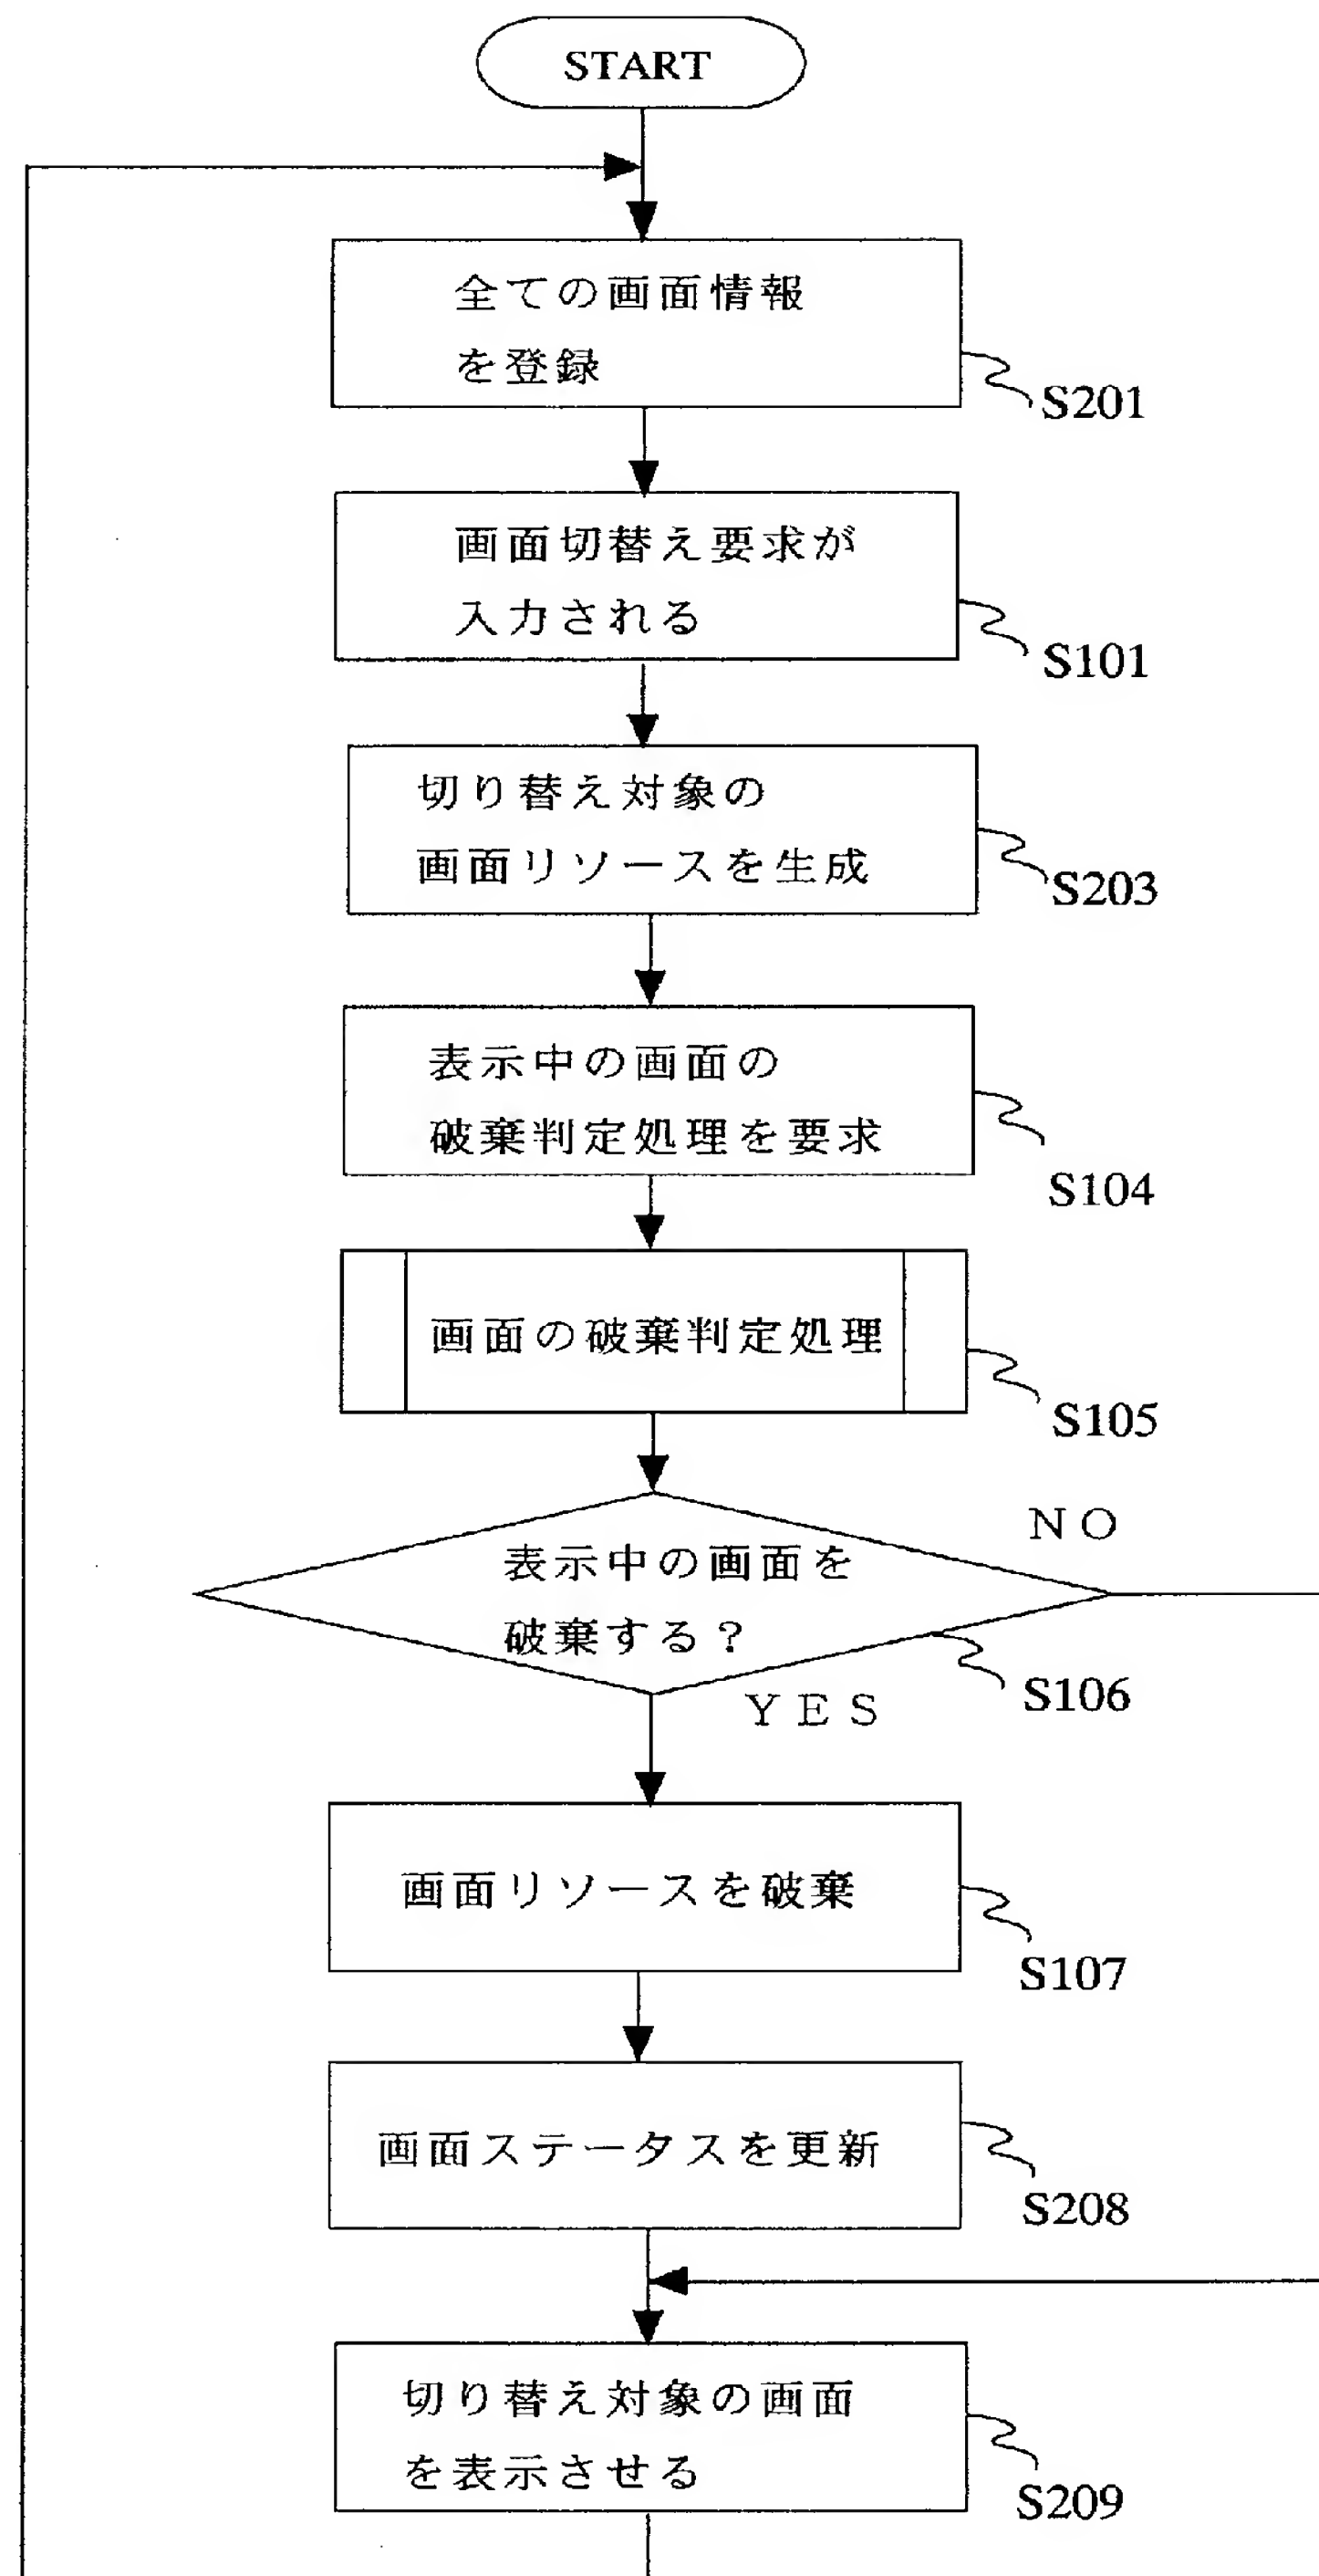 START
全ての画面情報
を登録
S201
画面切替え要求が
入力される
S101
切り替え対象の
画面リソースを生成
S203
表示中の画面の
破棄判定処理を要求
S104
画面の破棄判定処理
S105
NO
表示中の画面を
破棄する？
S106
YES
画面リソースを破棄
S107
画面ステータスを更新
S208
切り替え対象の画面
を表示させる
S209